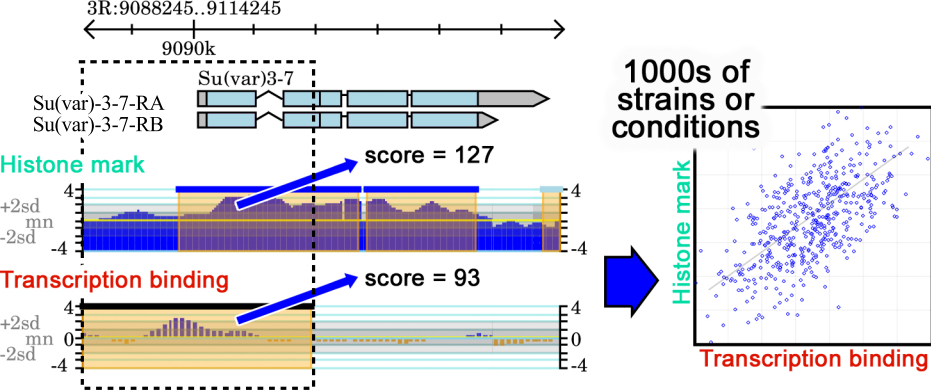 3R:9088245..9114245
9090k
Su(var)3-7
Su(var)-3-7-RA
Su(var)-3-7-RB
Histone mark
score = 127
4
+2sd
mn
-2sd
-4
4
0
-4
Transcription binding
score = 93
4
+2sd
mn
-2sd
-4
4
0
-4
1000s of
strains or
conditions
Histone mark
Transcription binding